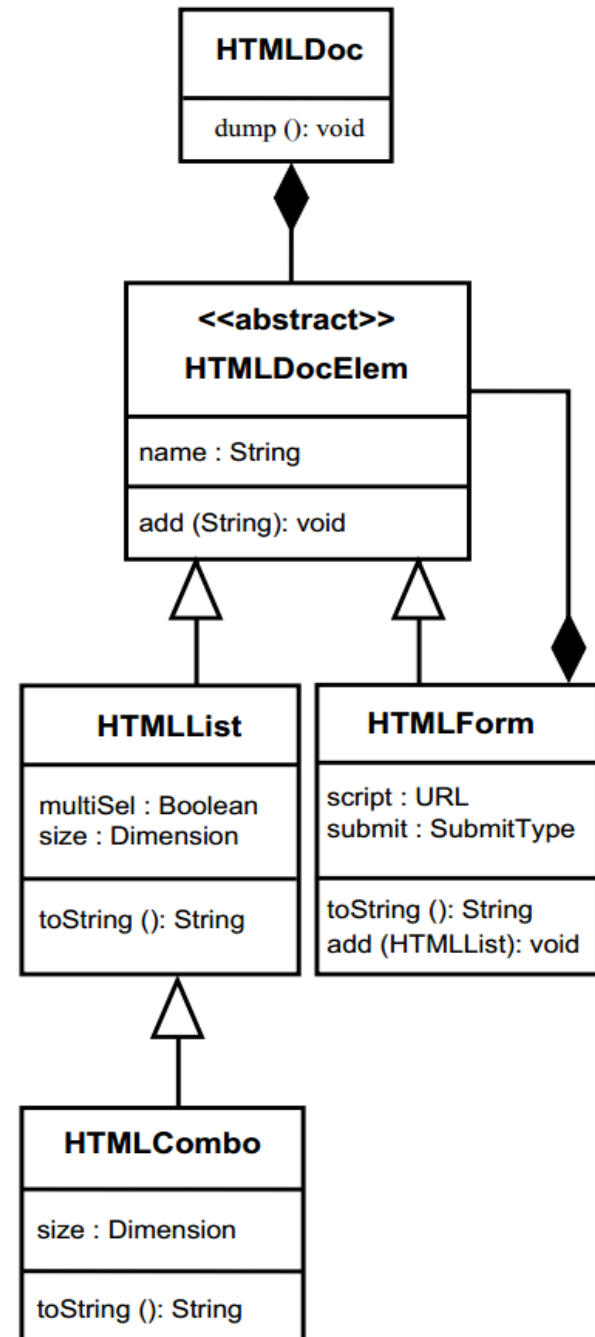 HTMLDoc
dump (): void
<<abstract>>
HTMLDocElem
name : String
add (String): void
HTMLList
multiSel : Boolean
size : Dimension
toString (): String
HTMLForm
script : URL
submit : SubmitType
toString (): String
add (HTMLList): void
HTMLCombo
size : Dimension
toString (): String